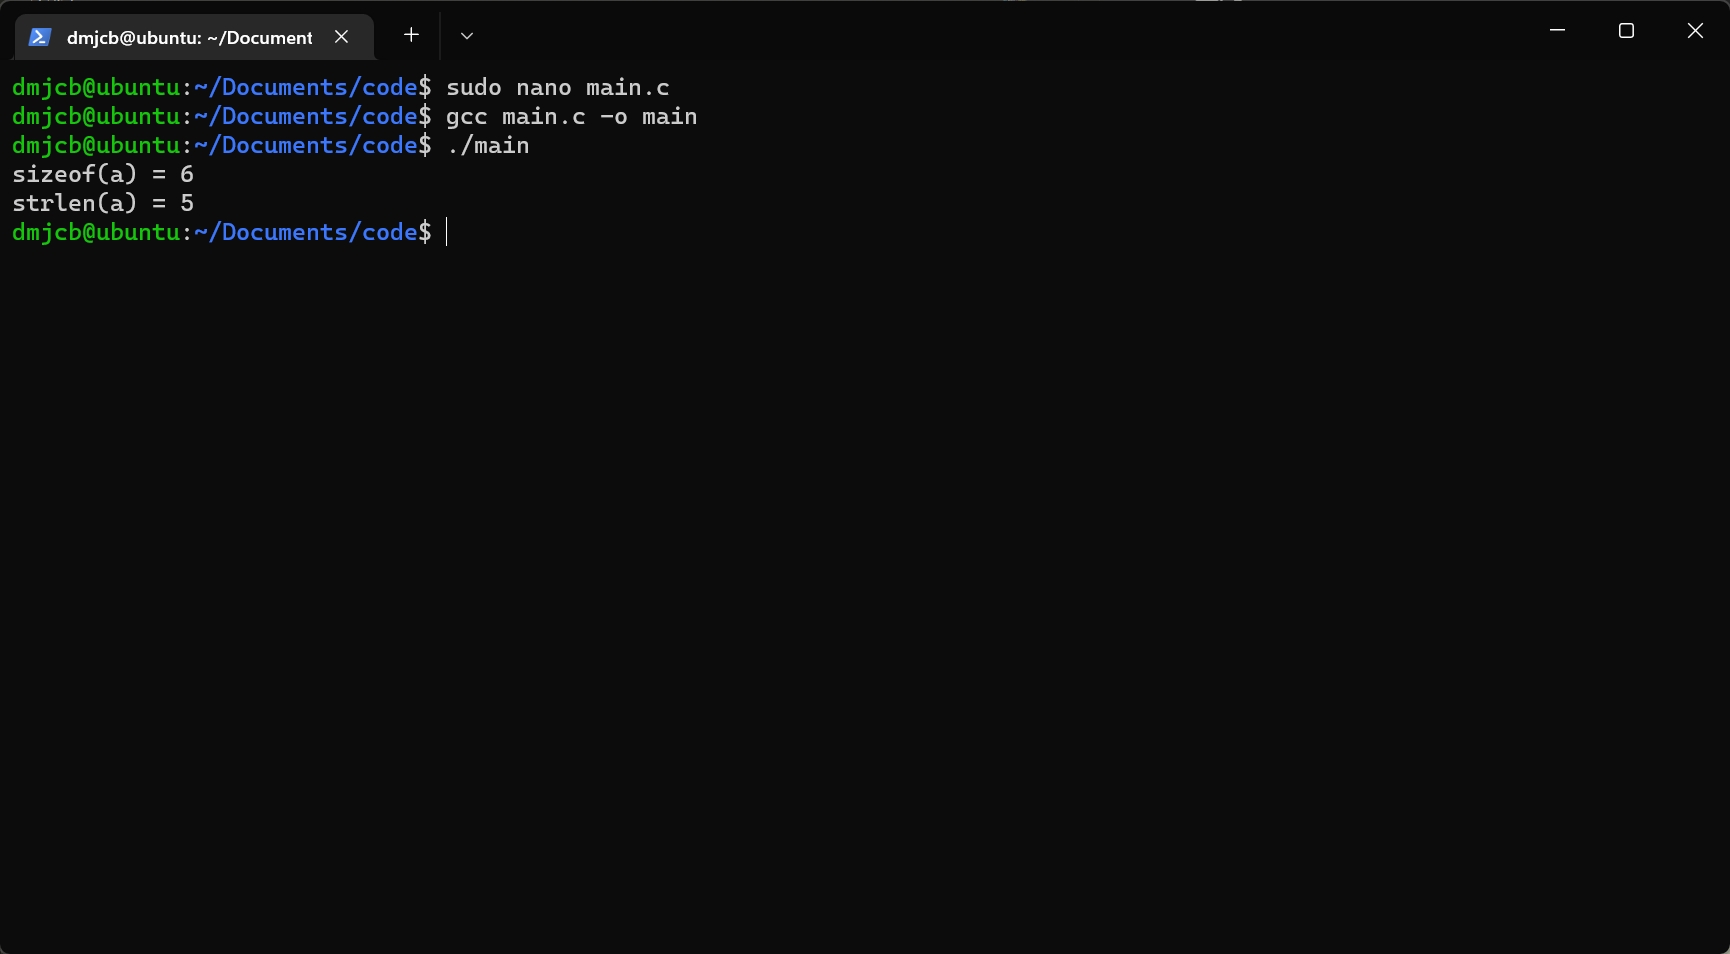 dmjcb@ubuntu: ~/Document
dmjcb@ubuntu:~/Documents/code$ sudo nano main.c
dmjcb@ubuntu:~/Documents/code$ gcc main.c -o main
dmjcb@ubuntu:~/Documents/code$ ./main
sizeof(a) = 6
strlen(a) = 5
dmjcb@ubuntu:~/Documents/code$